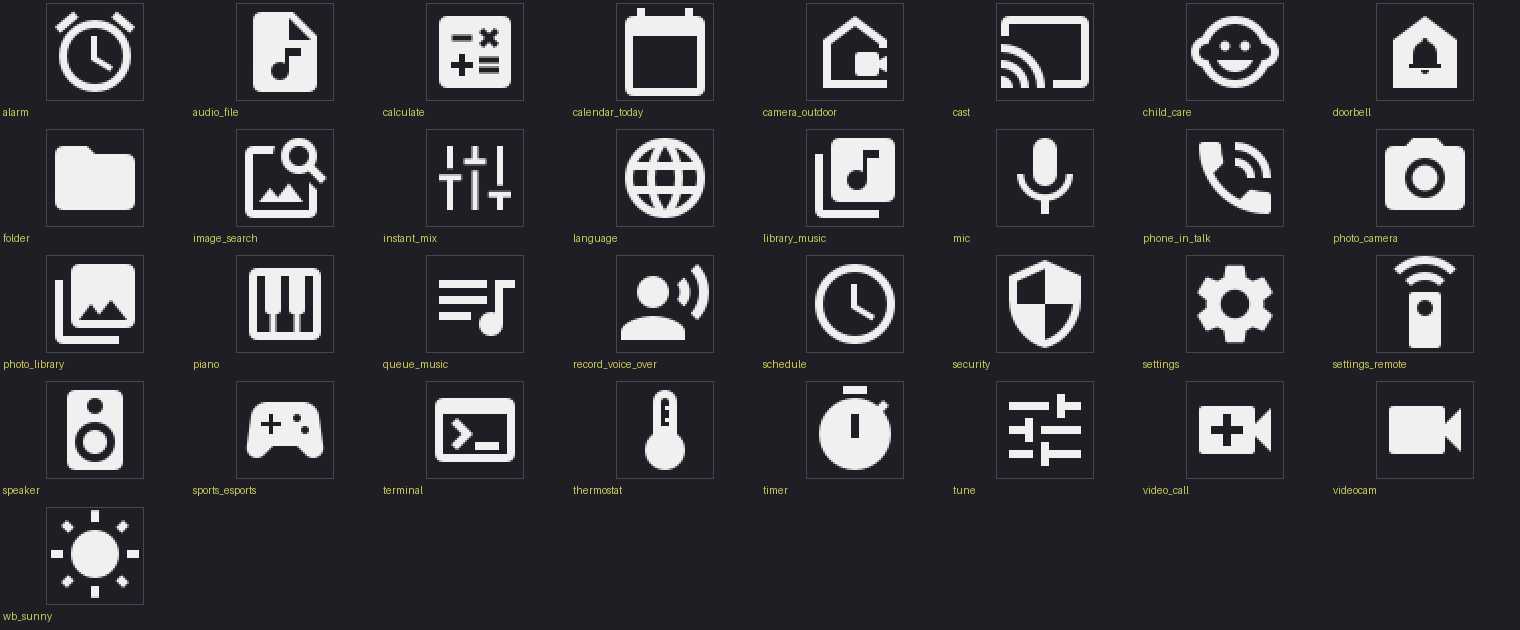 alarm audio_file calculate calendar_today camera_outdoor cast child_care doorbell
folder image_search instant_mix language library_music mic phone_in_talk photo_camera
photo_library piano queue_music record_voice_over schedule security settings settings_remote
speaker sports_esports terminal thermostat timer tune video_call videocam
wb_sunny